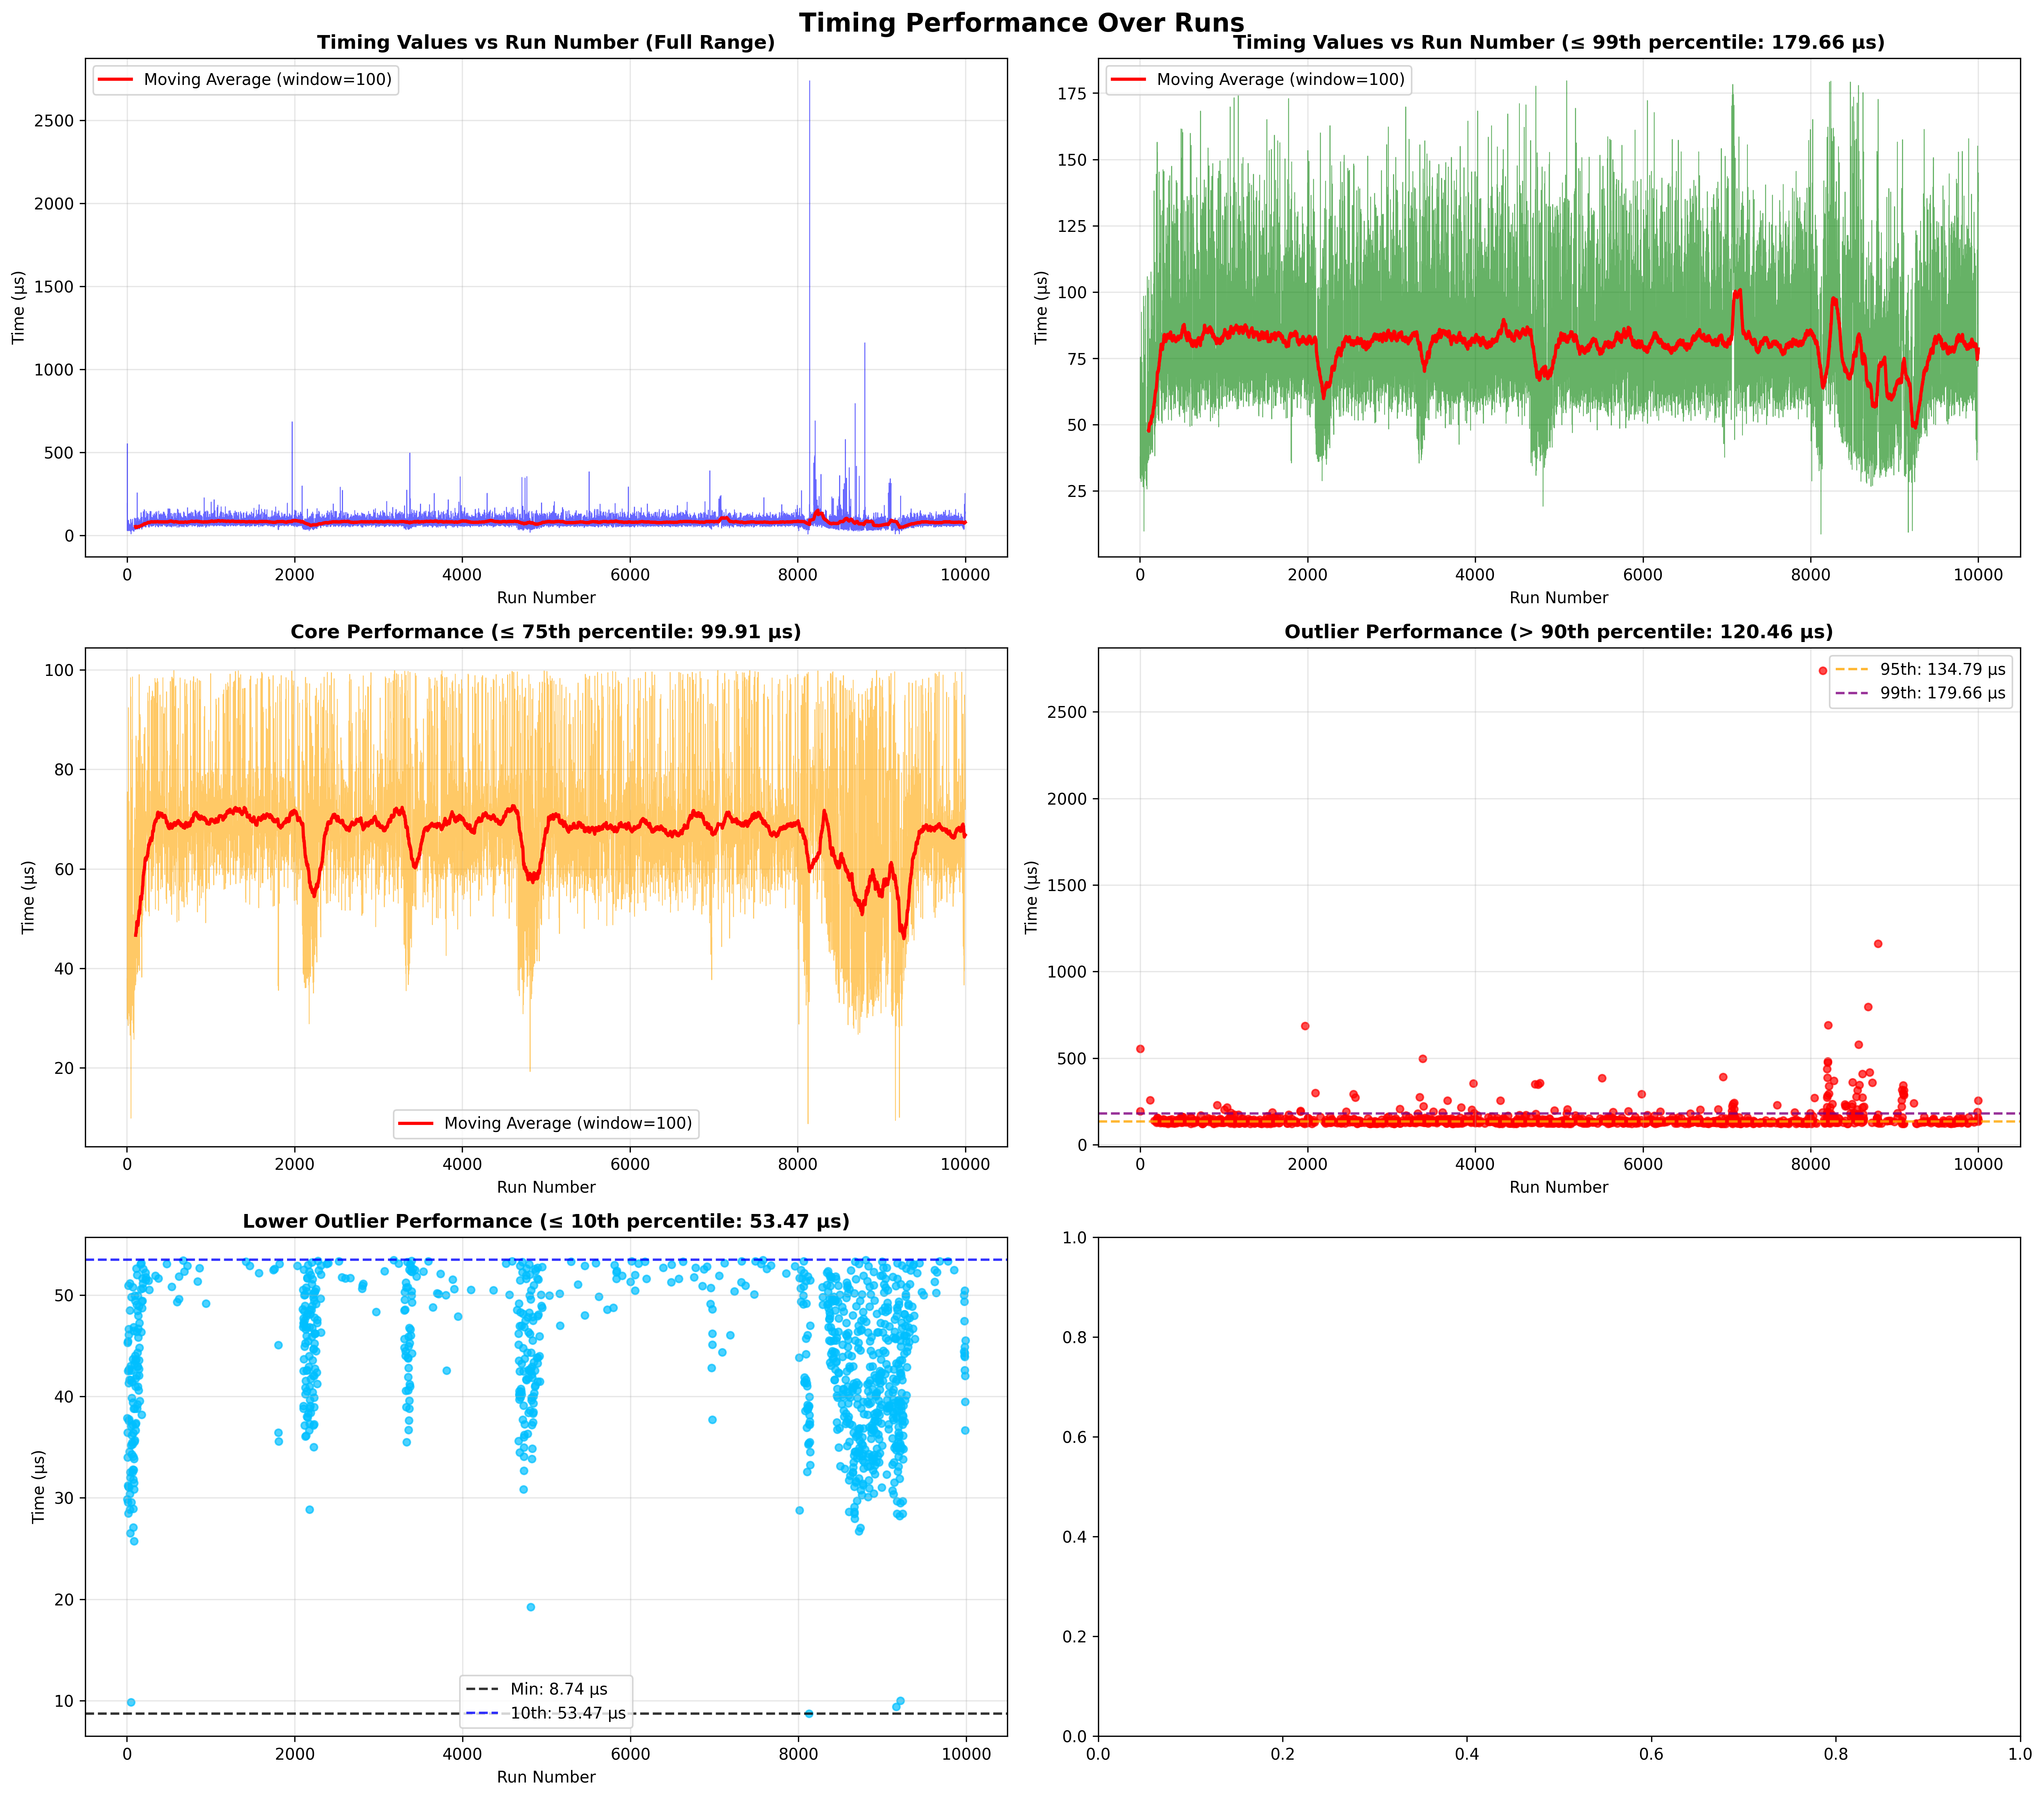 Timing Performance Over Runs
Timing Values vs Run Number (Full Range)
Moving Average (window=100)
Time (µs)
2500
2000
1500
1000
500
0
0 2000 4000 6000 8000 10000
Run Number
Timing Values vs Run Number (≤ 99th percentile: 179.66 µs)
Moving Average (window=100)
Time (µs)
175
150
125
100
75
50
25
0 2000 4000 6000 8000 10000
Run Number
Core Performance (≤ 75th percentile: 99.91 µs)
Time (µs)
100
80
60
40
20
Moving Average (window=100)
0 2000 4000 6000 8000 10000
Run Number
Outlier Performance (> 90th percentile: 120.46 µs)
95th: 134.79 µs
99th: 179.66 µs
Time (µs)
2500
2000
1500
1000
500
0
0 2000 4000 6000 8000 10000
Run Number
Lower Outlier Performance (≤ 10th percentile: 53.47 µs)
Time (µs)
50
40
30
20
10
Min: 8.74 µs
10th: 53.47 µs
0 2000 4000 6000 8000 10000
Run Number
1.0
0.8
0.6
0.4
0.2
0.0
0.0 0.2 0.4 0.6 0.8 1.0